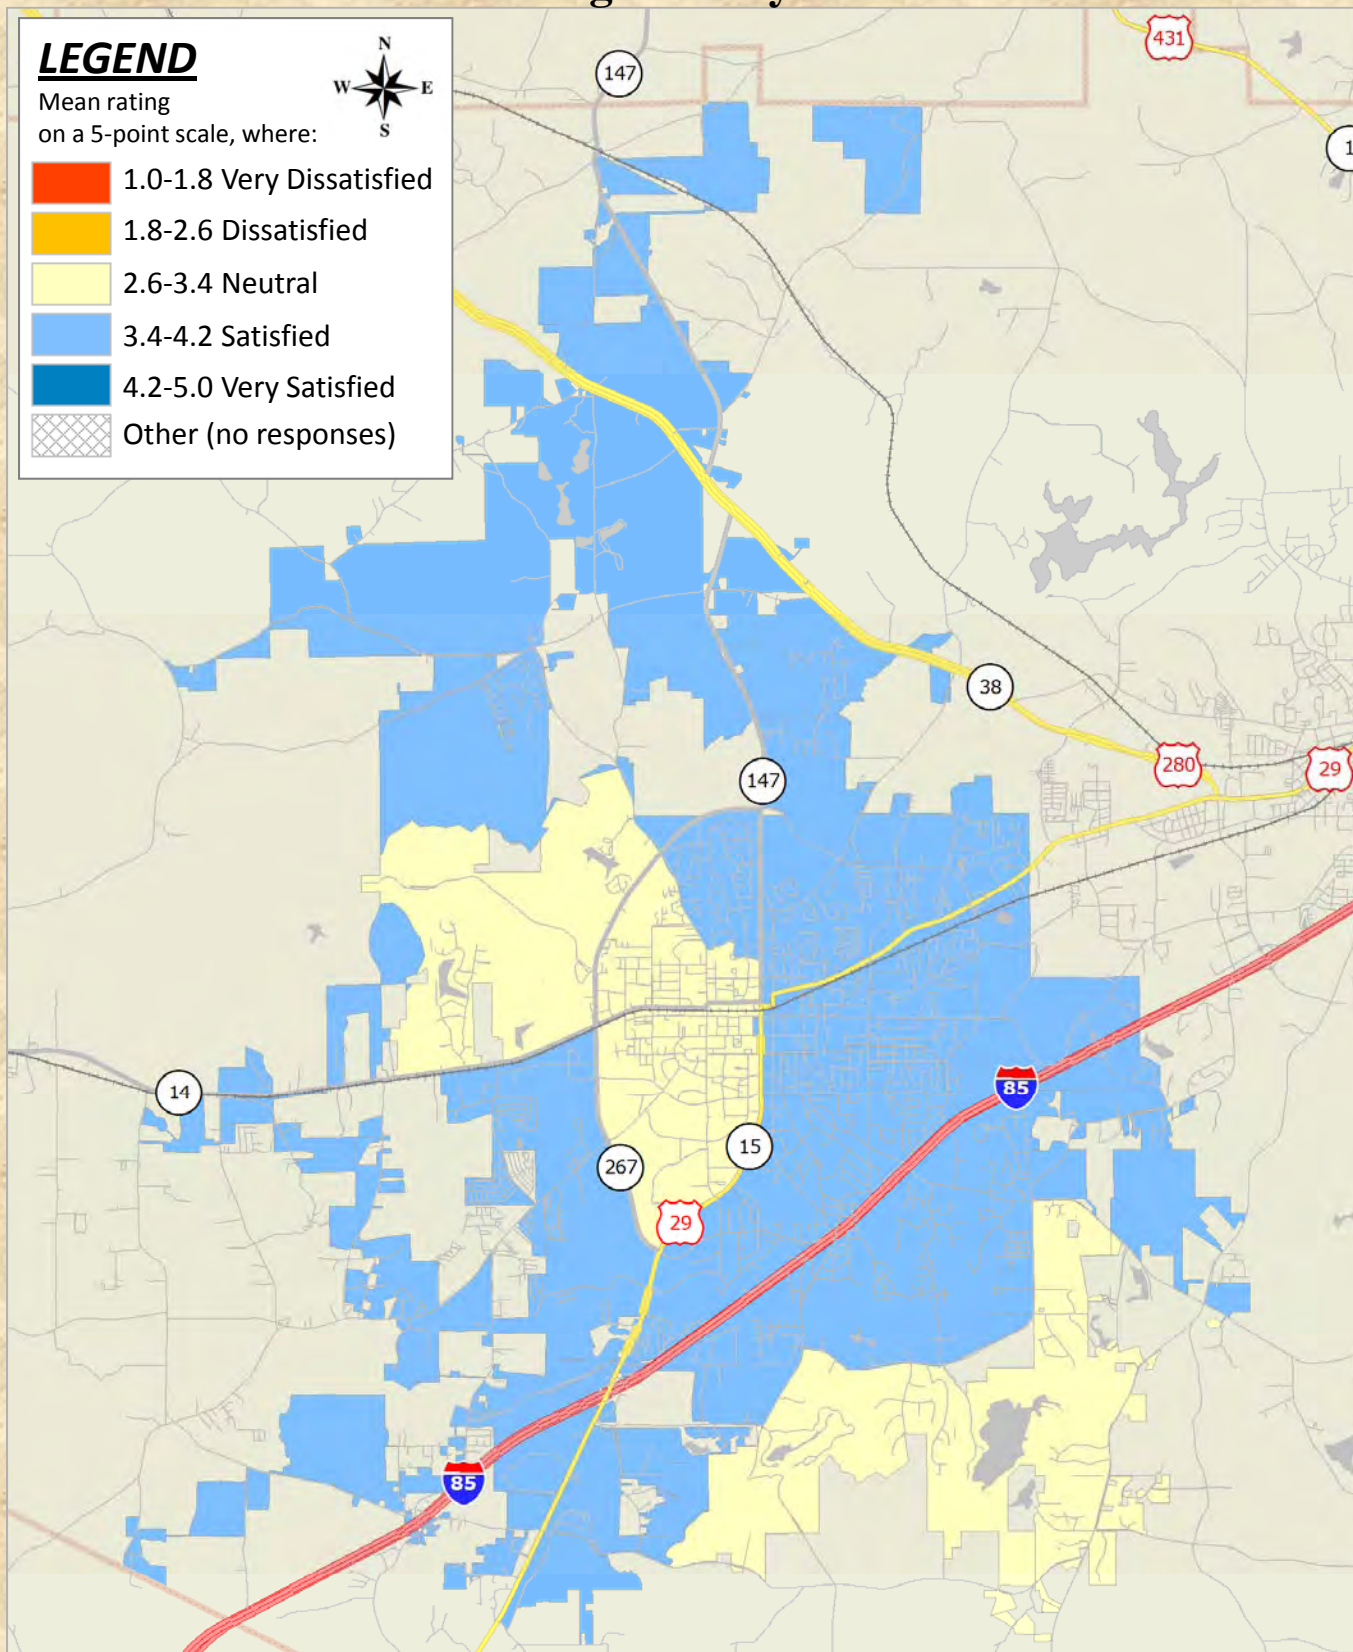 LEGEND
Mean rating
on a 5-point scale, where:
N
W E
S
1.0-1.8 Very Dissatisfied
1.8-2.6 Dissatisfied
2.6-3.4 Neutral
3.4-4.2 Satisfied
4.2-5.0 Very Satisfied
Other (no responses)
147
431
1
38
280
29
147
14
85
15
267
29
85